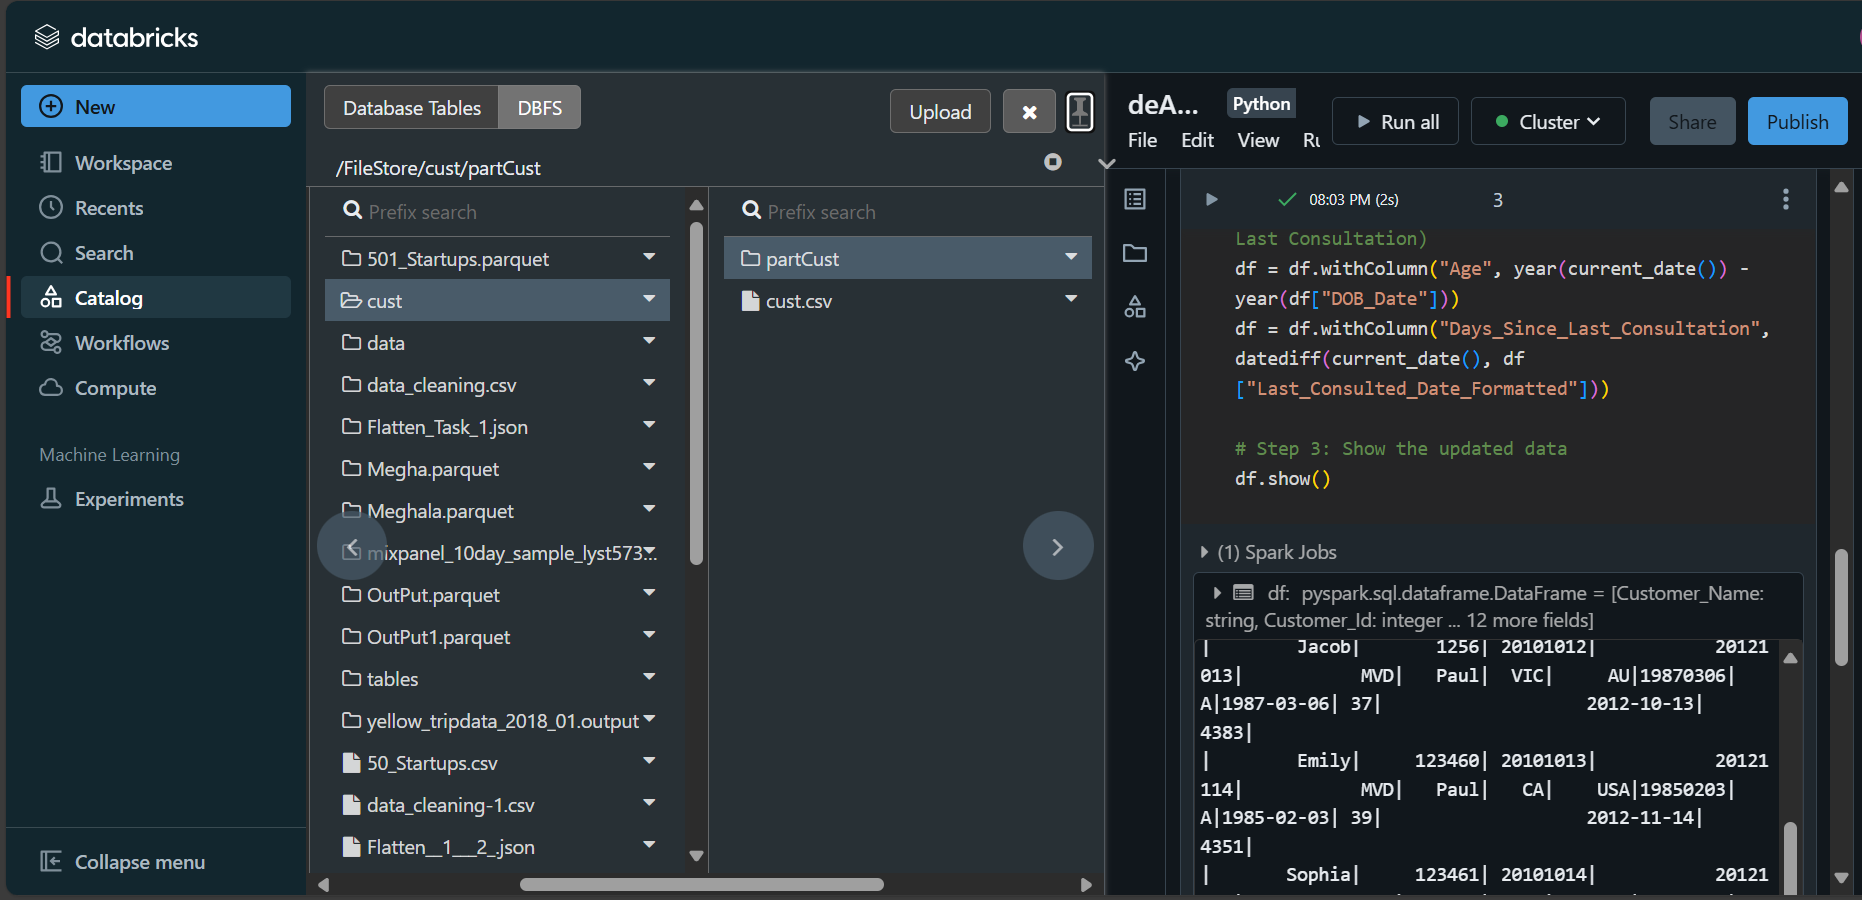 databricks
New
Workspace
Recents
Search
Catalog
Workflows
Compute
Machine Learning
Experiments
Collapse menu
Database Tables
DBFS
Upload
/FileStore/cust/partCust
Prefix search
501_Startups.parquet
cust
data
data_cleaning.csv
Flatten_Task_1.json
Megha.parquet
Meghala.parquet
mixpanel_10day_sample_lyst573...
OutPut.parquet
OutPut1.parquet
tables
yellow_tripdata_2018_01.output
50_Startups.csv
data_cleaning-1.csv
Flatten__1___2_.json
Prefix search
partCust
cust.csv
deA...
Python
File Edit View Ru
Run all
Cluster
Share
Publish
08:03 PM (2s)
3
Last Consultation)
df = df.withColumn("Age", year(current_date()) -
year(df["DOB_Date"]))
df = df.withColumn("Days_Since_Last_Consultation",
datediff(current_date(), df
["Last_Consulted_Date_Formatted"]))
# Step 3: Show the updated data
df.show()
(1) Spark Jobs
df: pyspark.sql.dataframe.DataFrame = [Customer_Name:
string, Customer_Id: integer ... 12 more fields]
| Jacob| 1256| 20101012| 20121
013| MVD| Paul| VIC| AU|19870306|
A|1987-03-06| 37| 2012-10-13|
4383|
| Emily| 123460| 20101013| 20121
114| MVD| Paul| CA| USA|19850203|
A|1985-02-03| 39| 2012-11-14|
4351|
| Sophia| 123461| 20101014| 20121